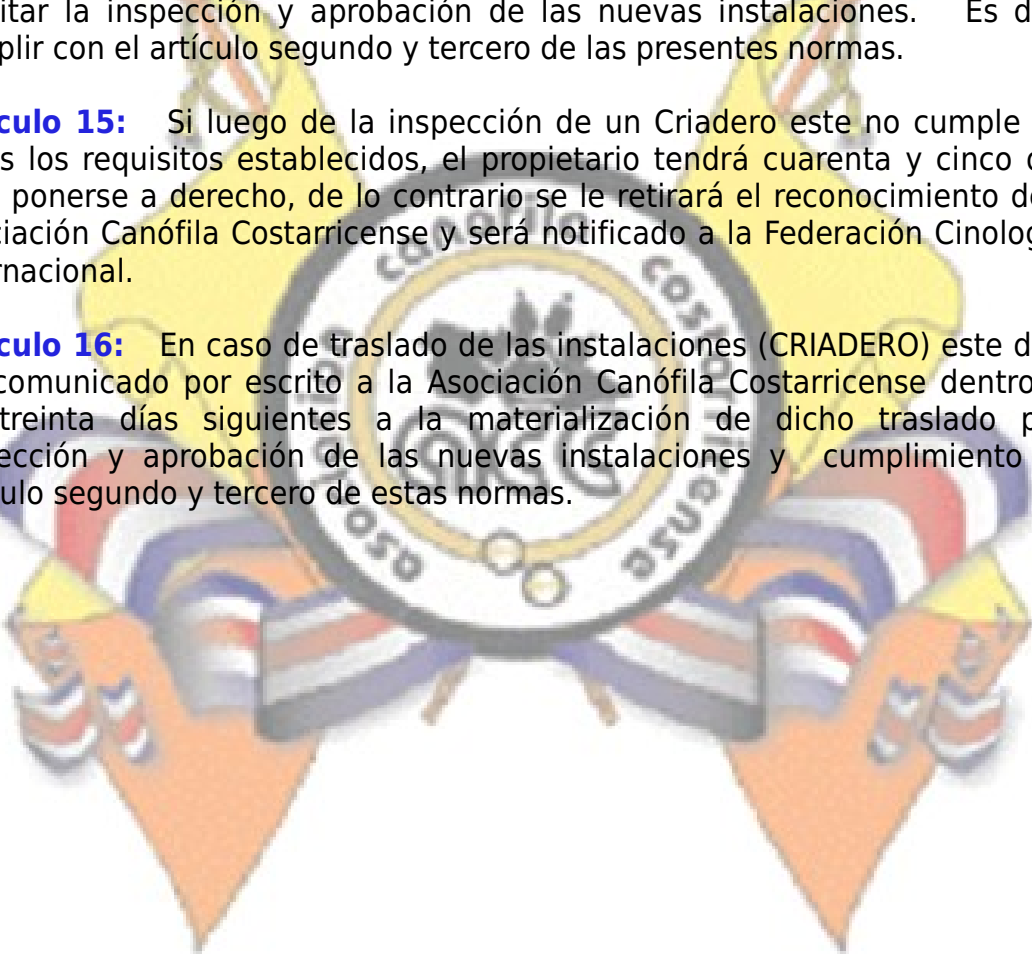 itar la inspección y aprobación de las nuevas instalaciones. Es d
plir con el artículo segundo y tercero de las presentes normas.
culo 15: Si luego de la inspección de un Criadero este no cumple
s los requisitos establecidos, el propietario tendrá cuarenta y cinco
ponerse a derecho, de lo contrario se le retirará el reconocimiento de
ciación Canófila Costarricense y será notificado a la Federación Cinolog
rnacional.
culo 16: En caso de traslado de las instalaciones (CRIADERO) este d
comunicado por escrito a la Asociación Canófila Costarricense dentro
treinta días siguientes a la materialización de dicho traslado p
ección y aprobación de las nuevas instalaciones y cumplimiento
ulo segundo y tercero de estas normas.
canófila
costarricense